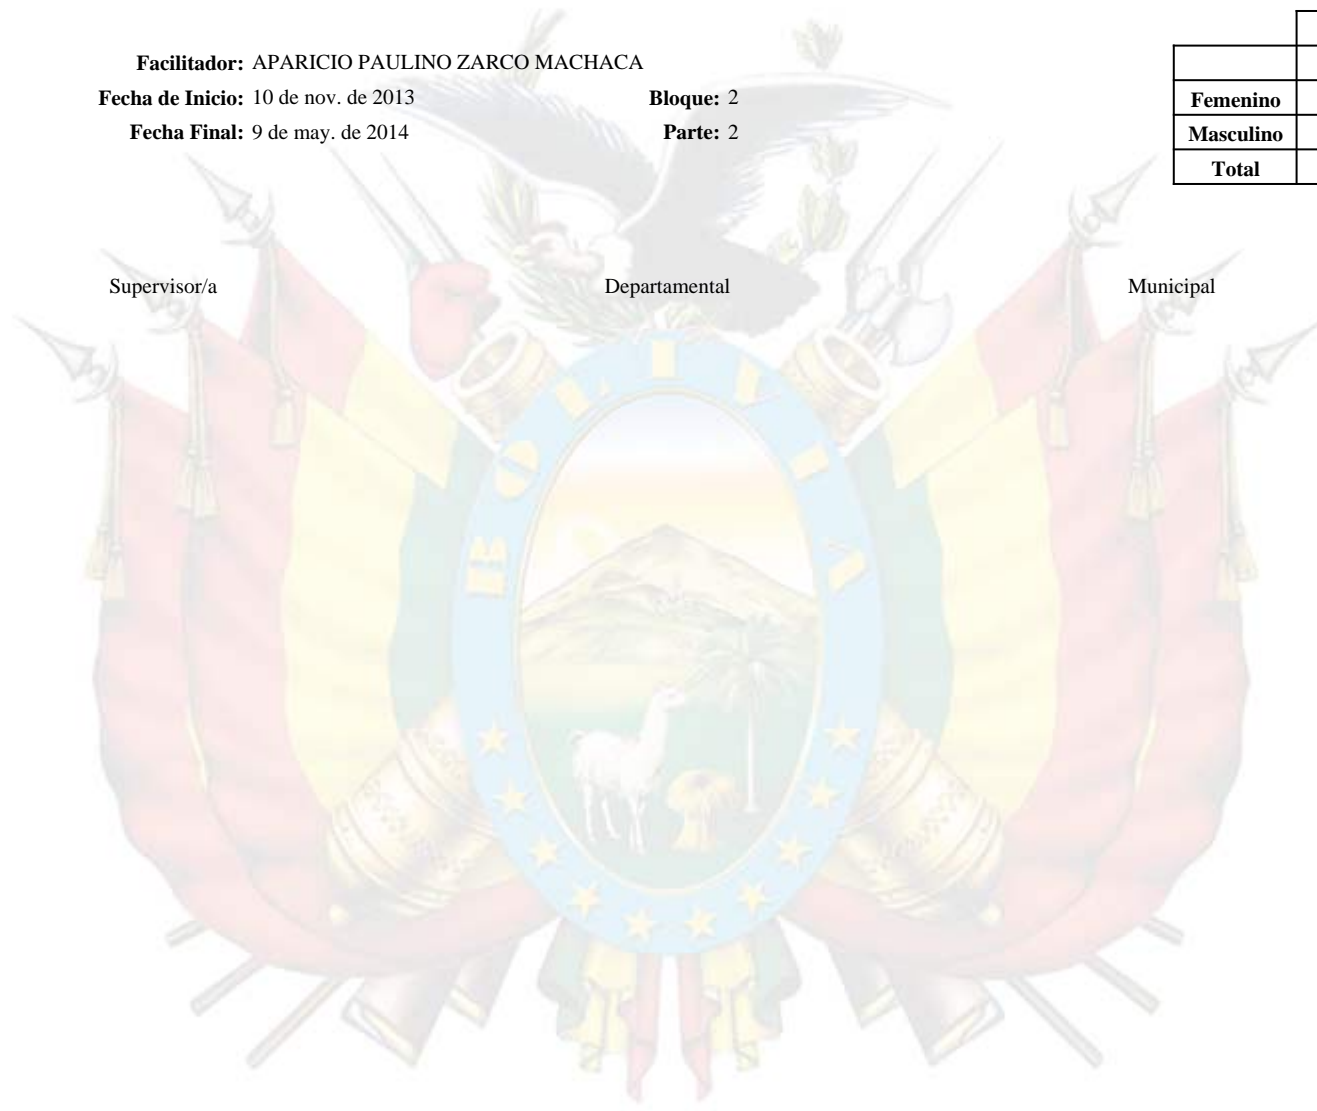 Facilitador: APARICIO PAULINO ZARCO MACHACA
Fecha de Inicio: 10 de nov. de 2013 Bloque: 2
Fecha Final: 9 de may. de 2014 Parte: 2
Femenino
Masculino
Total
Supervisor/a Departamental Municipal
BOLIVIA